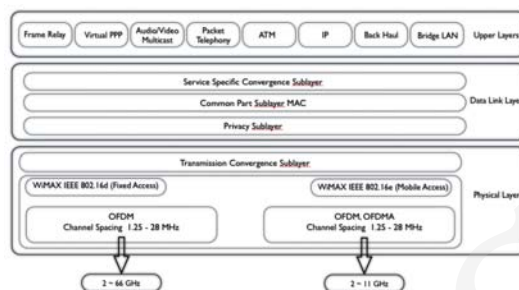 Frame Relay
Virtual PPP
Audio/Video
Multicast
Packet
Telephony
ATM
IP
Back Haul
Bridge LAN
Upper Layers
Service Specific Convergence Sublayer
Common Part Sublayer MAC
Data Link Laye
Privacy Sublayer
Transmission Convergence Sublayer
WiMAX IEEE 802.16d (Fixed Access)
WiMAX IEEE 802.16e (Mobile Access)
Physical Layer
OFDM
Channel Spacing 1.25 - 28 MHz
OFDM, OFDMA
Channel Spacing 1.25 - 28 MHz
2 ~ 66 GHz
2 ~ 11 GHz